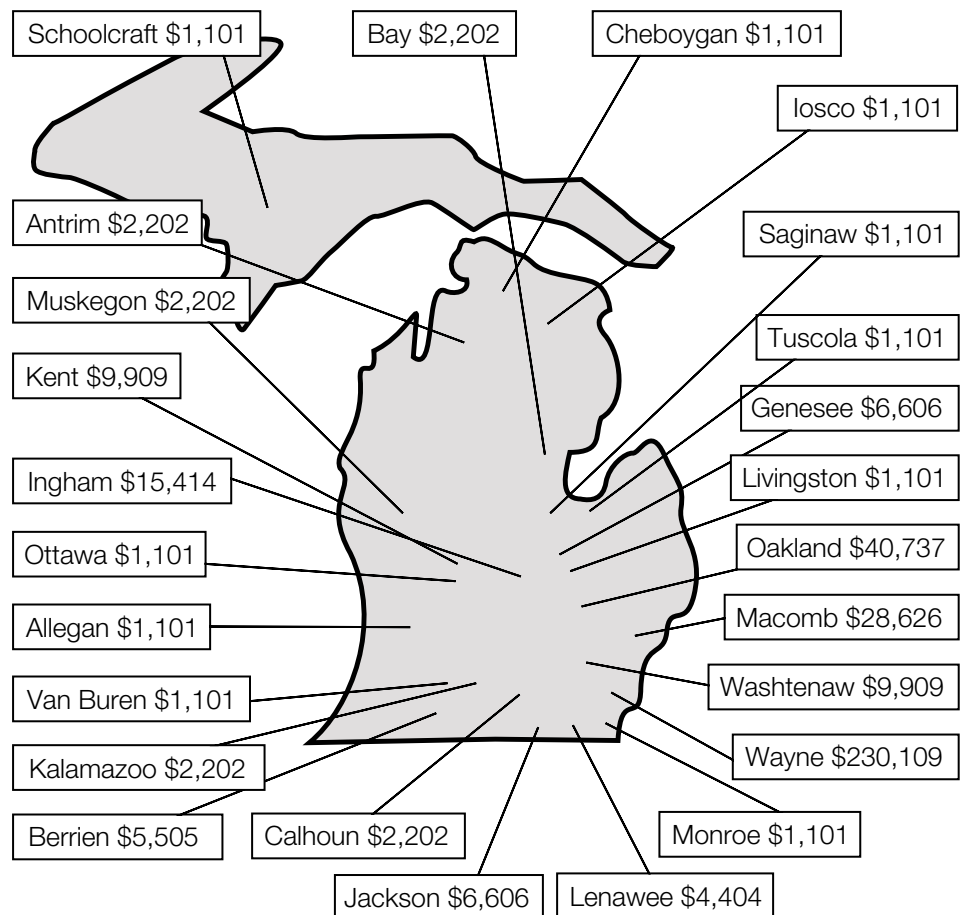 Schoolcraft $1,101
Bay $2,202
Cheboygan $1,101
Iosco $1,101
Antrim $2,202
Saginaw $1,101
Muskegon $2,202
Tuscola $1,101
Kent $9,909
Genesee $6,606
Ingham $15,414
Livingston $1,101
Ottawa $1,101
Oakland $40,737
Allegan $1,101
Macomb $28,626
Van Buren $1,101
Washtenaw $9,909
Kalamazoo $2,202
Wayne $230,109
Berrien $5,505
Calhoun $2,202
Monroe $1,101
Jackson $6,606
Lenawee $4,404